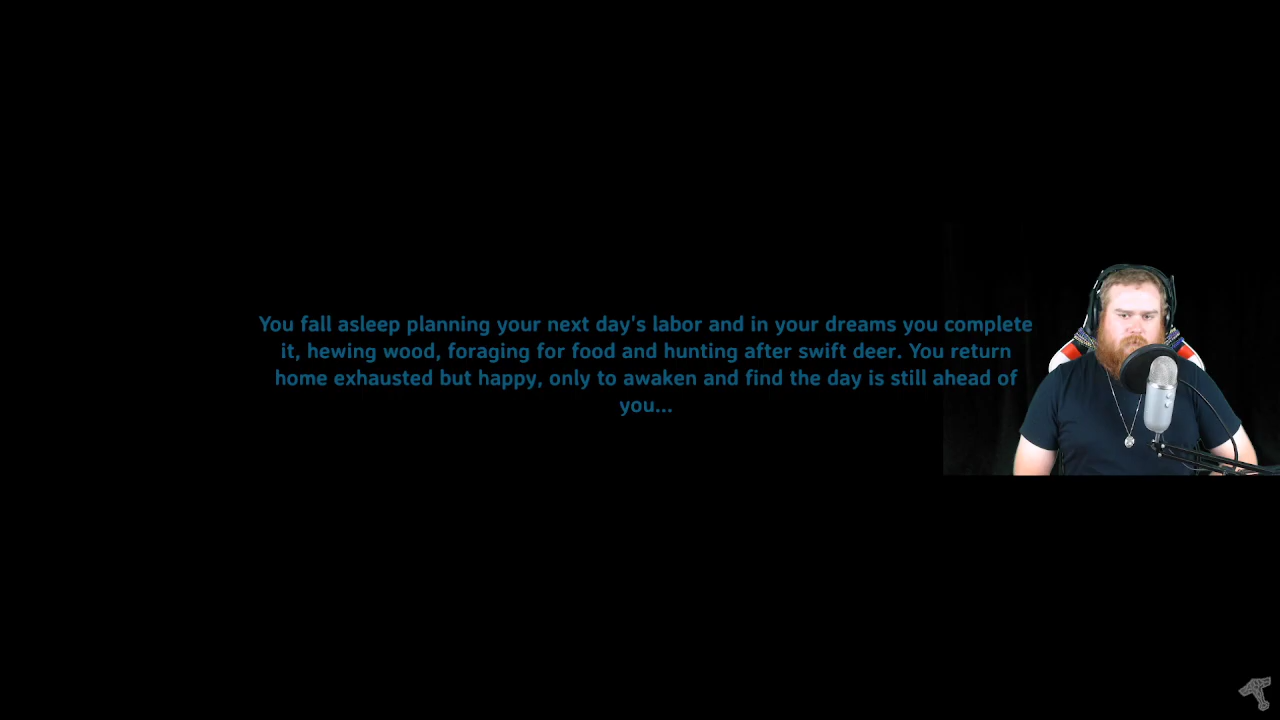 You fall asleep planning your next day's labor and in your dreams you complete
it, hewing wood, foraging for food and hunting after swift deer. You return
home exhausted but happy, only to awaken and find the day is still ahead of
you...